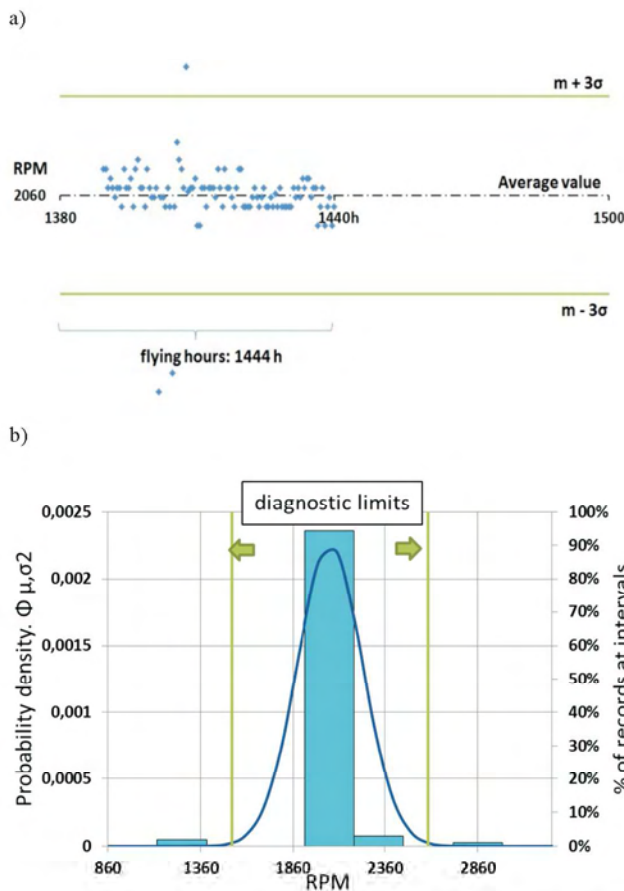 a)
m + 3σ
RPM
2060
Average value
1380
1440h
1500
m - 3σ
flying hours: 1444 h
b)
diagnostic limits
0,0025
0,002
0,0015
0,001
0,0005
0
Probability density. Φ μ,σ2
100%
90%
80%
70%
60%
50%
40%
30%
20%
10%
0%
% of records at intervals
860
1360
1860
2360
2860
RPM